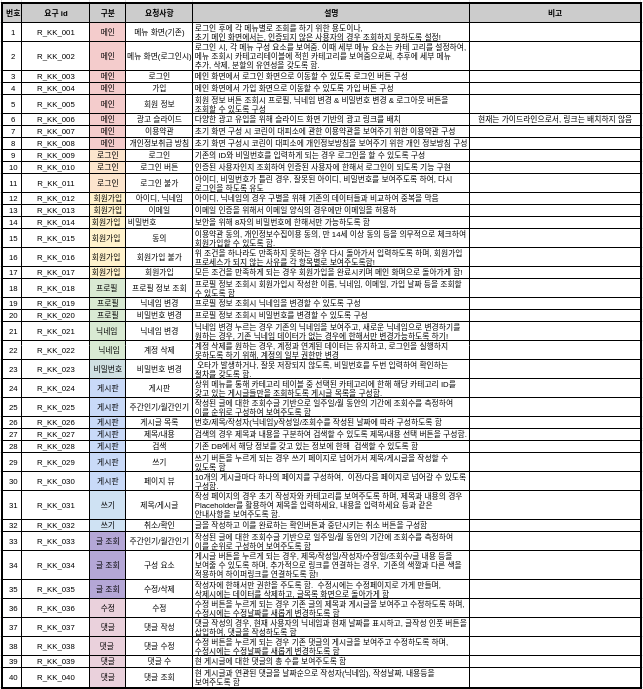 번호 요구 id 구분 요청사항 설명 비고
1 R_KK_001 메인 메뉴 화면(기존) 로그인 후에 각 메뉴별로 조회를 하기 위한 용도이나,
초기 메인 화면에서는, 인증되지 않은 사용자의 경우 조회하지 못하도록 설정!
2 R_KK_002 메인 메뉴 화면(로그인시) 로그인 시, 각 메뉴 구성 요소를 보여줌. 이때 세부 메뉴 요소는 카테 고리를 설정하여,
메뉴 조회시 카테고리테이블에 적힌 카테고리를 보여줌으로써, 추후에 세부 메뉴
추가, 삭제, 분할의 유연성을 갖도록 함.
3 R_KK_003 메인 로그인 메인 화면에서 로그인 화면으로 이동할 수 있도록 로그인 버튼 구성
4 R_KK_004 메인 가입 메인 화면에서 가입 화면으로 이동할 수 있도록 가입 버튼 구성
5 R_KK_005 메인 회원 정보 회원 정보 버튼 조회시 프로필, 닉네임 변경 & 비밀번호 변경 & 로그아웃 버튼을
조회할 수 있도록 구성
6 R_KK_006 메인 광고 슬라이드 다양한 광고 유입을 위해 슬라이드 화면 기반의 광고 링크를 배치 현재는 가이드라인으로서, 링크는 배치하지 않음
7 R_KK_007 메인 이용약관 초기 화면 구성 시 코린이 대피소에 관한 이용약관을 보여주기 위한 이용약관 구성
8 R_KK_008 메인 개인정보취급 방침 초기 화면 구성시 코린이 대피소에 개인정보방침을 보여주기 위한 개인 정보방침 구성
9 R_KK_009 로그인 로그인 기존의 ID와 비밀번호를 입력하게 되는 경우 로그인을 할 수 있도록 구성
10 R_KK_010 로그인 로그인 버튼 인증된 사용자인지 조회하여 인증된 사용자에 한해서 로그인이 되도록 기능 구현
11 R_KK_011 로그인 로그인 불가 아이디, 비밀번호가 틀린 경우, 잘못된 아이디, 비밀번호를 보여주도록 하여, 다시
로그인을 하도록 유도
12 R_KK_012 회원가입 아이디, 닉네임 아이디, 닉네임의 경우 구별을 위해 기존의 데이터들과 비교하여 중복을 막음
13 R_KK_013 회원가입 이메일 이메일 인증을 위해서 이메일 양식의 경우에만 이메일을 허용하
14 R_KK_014 회원가입 비밀번호 보안을 위해 8자의 비밀번호에 한해서만 가능하도록 함
15 R_KK_015 회원가입 동의 이용약관 동의, 개인정보수집이용 동의, 만 14세 이상 동의 등을 의무적으로 체크하여
회원가입할 수 있도록 함.
16 R_KK_016 회원가입 회원가입 불가 위 조건을 하나라도 만족하지 못하는 경우 다시 돌아가서 입력하도록 하며, 회원가입
프로세스가 되지 않는 사유를 각 항목별로 보여주도록함!
17 R_KK_017 회원가입 회원가입 모든 조건을 만족하게 되는 경우 회원가입을 완료시키며 메인 화면으로 돌아가게 함!
18 R_KK_018 프로필 프로필 정보 조회 프로필 정보 조회시 회원가입시 작성한 이름, 닉네임, 이메일, 가입 날짜 등을 조회할
수 있도록 함
19 R_KK_019 프로필 닉네임 변경 프로필 정보 조회시 닉네임을 변경할 수 있도록 구성
20 R_KK_020 프로필 비밀번호 변경 프로필 정보 조회시 비밀번호를 변경할 수 있도록 구성
21 R_KK_021 닉네임 닉네임 변경 닉네임 변경 누르는 경우 기존의 닉네임을 보여주고, 새로운 닉네임으로 변경하기를
원하는 경우, 기존 닉네임 데이터가 없는 경우에 한해서만 변경가능하도록 하기!
22 R_KK_022 닉네임 계정 삭제 계정 삭제를 원하는 경우, 계정과 연계된 데이터는 유지하고, 로그인을 실행하지
못하도록 하기 위해, 계정의 일부 권한만 변경
23 R_KK_023 비밀번호 비밀번호 변경 오타가 발생하거나, 잘못 저장되지 않도록, 비밀번호를 두번 입력하여 확인하는
절차를 갖도록 함.
24 R_KK_024 게시판 게시판 상위 메뉴를 통해 카테고리 테이블 중 선택된 카테고리에 한해 해당 카테고리 ID를
갖고 있는 게시글들만을 조회하도록 게시글 목록을 구성함.
25 R_KK_025 게시판 주간인기/월간인기 작성된 글에 대한 조회수글 기반으로 일주일/월 동안의 기간에 조회수를 측정하여
이를 순위로 구성하여 보여주도록 함
26 R_KK_026 게시판 게시글 목록 번호/제목/작성자(닉네임)/작성일/조회수를 작성된 날짜에 따라 구성하도록 함
27 R_KK_027 게시판 제목/내용 검색의 경우 제목과 내용을 구분하여 검색할 수 있도록 제목/내용 선택 버튼을 구성함.
28 R_KK_028 게시판 검색 기존 DB에서 해당 정보를 갖고 있는 정보에 한해 검색할 수 있도록 함
29 R_KK_029 게시판 쓰기 쓰기 버튼을 누르게 되는 경우 쓰기 페이지로 넘어가서 제목/게시글을 작성할 수
있도록 함
30 R_KK_030 게시판 페이지 뷰 10개의 게시글마다 하나의 페이지를 구성하여, 이전/다음 페이지로 넘어갈 수 있도록
구성함.
31 R_KK_031 쓰기 제목/게시글 작성 페이지의 경우 초기 작성자와 카테고리를 보여주도록 하며, 제목과 내용의 경우
Placeholder를 활용하여 제목을 입력하세요, 내용을 입력하세요 등과 같은
안내사항을 보여주도록 함.
32 R_KK_032 쓰기 취소/확인 글을 작성하고 이를 완료하는 확인버튼과 중단시키는 취소 버튼을 구성함
33 R_KK_033 글 조회 주간인기/월간인기 작성된 글에 대한 조회수글 기반으로 일주일/월 동안의 기간에 조회수를 측정하여
이를 순위로 구성하여 보여주도록 함
34 R_KK_034 글 조회 구성 요소 게시글 버튼을 누르게 되는 경우, 제목/작성일/작성자/수정일/조회수/글 내용 등을
보여줄 수 있도록 하며, 추가적으로 링크를 연결하는 경우, 기존의 색깔과 다른 색을
적용하여 하이퍼링크를 연결하도록 함!
35 R_KK_035 글 조회 수정/삭제 작성자에 한해서만 권한을 주도록 함. 수정시에는 수정페이지로 가게 만들며,
삭제시에는 데이터를 삭제하고, 글목록 화면으로 돌아가게 함
36 R_KK_036 수정 수정 수정 버튼을 누르게 되는 경우 기존 글의 제목과 게시글을 보여주고 수정하도록 하며,
수정시에는 수정날짜를 새롭게 변경하도록 함
37 R_KK_037 댓글 댓글 작성 댓글 작성의 경우, 현재 사용자의 닉네임과 현재 날짜를 표시하고, 글작성 인풋 버튼을
삽입하여, 댓글을 작성하도록 함
38 R_KK_038 댓글 댓글 수정 수정 버튼을 누르게 되는 경우 기존 댓글의 게시글을 보여주고 수정하도록 하며,
수정시에는 수정날짜를 새롭게 변경하도록 함
39 R_KK_039 댓글 댓글 수 현 게시글에 대한 댓글의 총 수를 보여주도록 함
40 R_KK_040 댓글 댓글 조회 현 게시글과 연관된 댓글을 날짜순으로 작성자(닉네임), 작성날짜, 내용등을
보여주도록 함